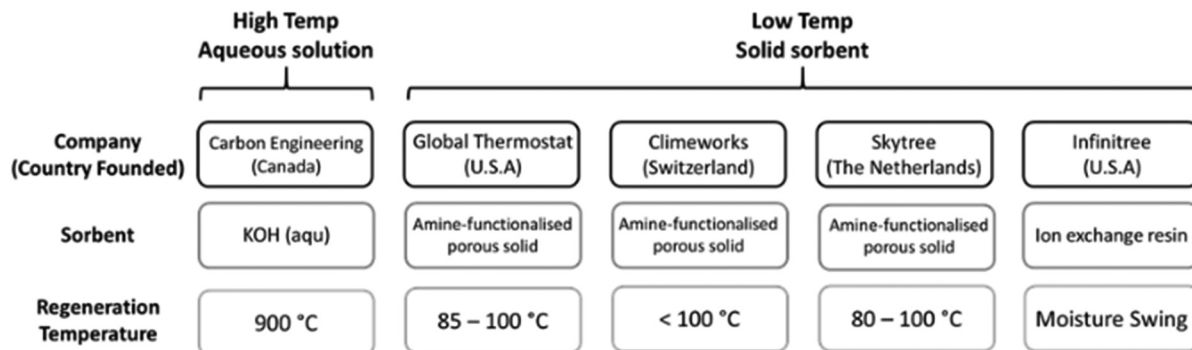 High Temp
Aqueous solution
Low Temp
Solid sorbent
Company
(Country Founded)
Carbon Engineering
(Canada)
Global Thermostat
(U.S.A)
Climeworks
(Switzerland)
Skytree
(The Netherlands)
Infinitree
(U.S.A)
Sorbent
KOH (aqu)
Amine-functionalised
porous solid
Amine-functionalised
porous solid
Amine-functionalised
porous solid
Ion exchange resin
Regeneration
Temperature
900 °C
85 – 100 °C
< 100 °C
80 – 100 °C
Moisture Swing